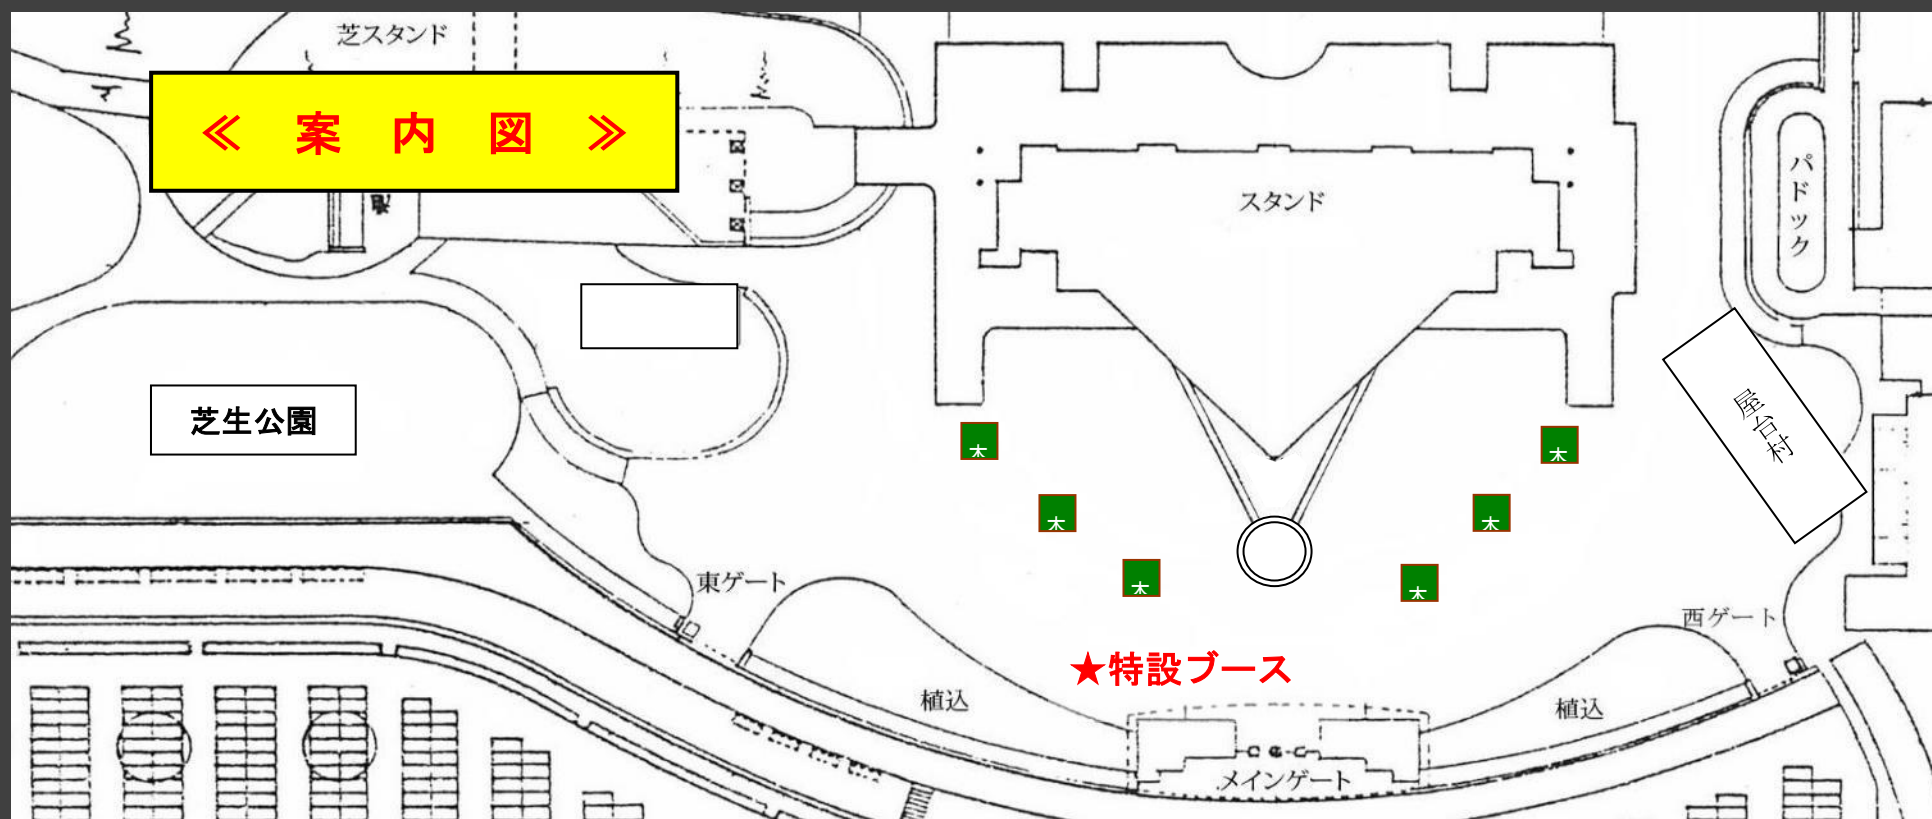 芝スタンド
≪ 案 内 図 ≫
スタンド
パドック
屋台村
芝生公園
木
木
木
木
木
木
東ゲート
西ゲート
★特設ブース
植込
植込
メインゲート